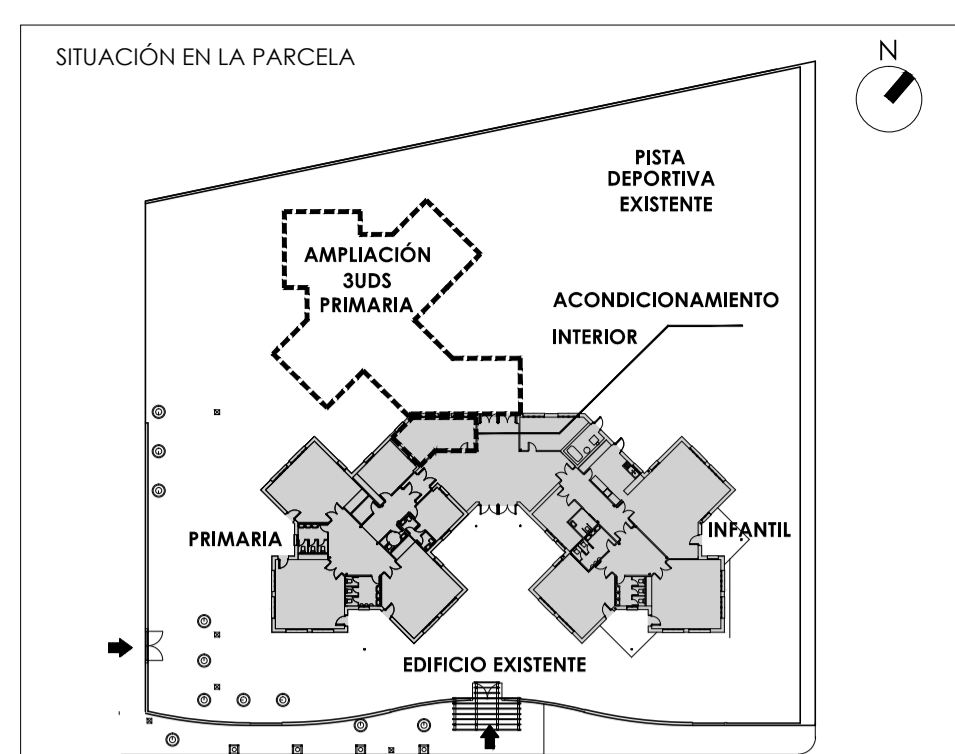 SITUACIÓN EN LA PARCELA
N
PISTA
DEPORTIVA
EXISTENTE
AMPLIACIÓN
3UDS
PRIMARIA
ACONDICIONAMIENTO
INTERIOR
PRIMARIA
INFANTIL
EDIFICIO EXISTENTE